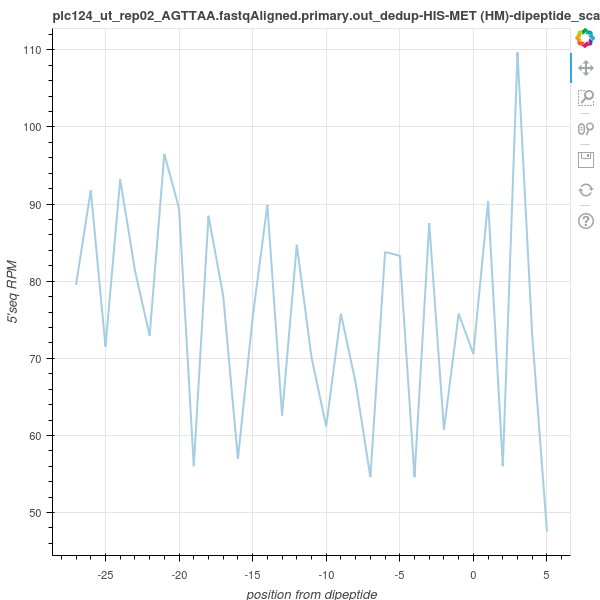 plc124_ut_rep02_AGTTAA.fastqAligned.primary.out_dedup-HIS-MET (HM)-dipeptide_sca
110
100
90
80
70
60
50
5'seq RPM
-25 -20 -15 -10 -5 0 5
position from dipeptide